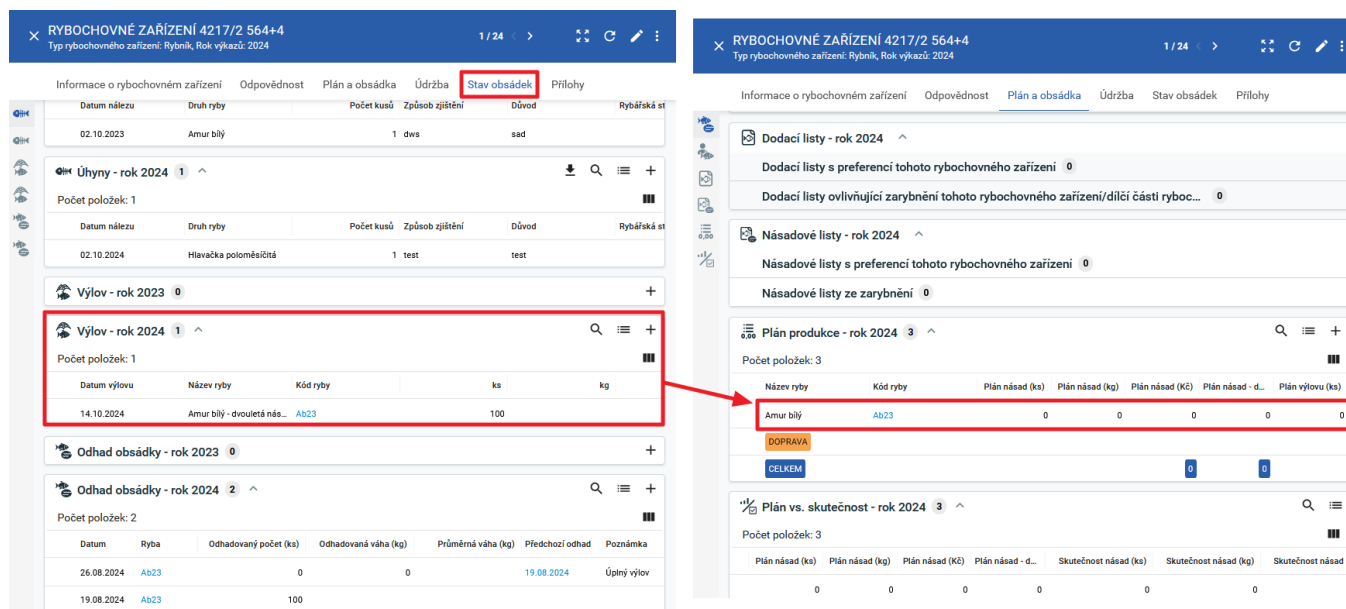 RYBOCHOVNÉ ZAŘÍZENÍ 4217/2 564+4
Typ rybochovného zařízení: Rybník, Rok výkazů: 2024
1 / 24
Informace o rybochovném zařízení Odpovědnost Plán a obsádka Údržba Stav obsádek Přílohy
Datum nálezu Druh ryby Počet kusů Způsob zjištění Důvod Rybářská st
02.10.2023 Amur bílý 1 dws sad
Úhyny - rok 2024 1
Počet položek: 1
Datum nálezu Druh ryby Počet kusů Způsob zjištění Důvod Rybářská st
02.10.2024 Hlavačka poloměsíčitá 1 test test
Výlov - rok 2023 0
Výlov - rok 2024 1
Počet položek: 1
Datum výlovu Název ryby Kód ryby ks kg
14.10.2024 Amur bílý - dvouletá nás... Ab23 100
Odhad obsádky - rok 2023 0
Odhad obsádky - rok 2024 2
Počet položek: 2
Datum Ryba Odhadovaný počet (ks) Odhadovaná váha (kg) Průměrná váha (kg) Předchozí odhad Poznámka
26.08.2024 Ab23 0 0 19.08.2024 Úplný výlov
19.08.2024 Ab23 100
RYBOCHOVNÉ ZAŘÍZENÍ 4217/2 564+4
Typ rybochovného zařízení: Rybník, Rok výkazů: 2024
1 / 24
Informace o rybochovném zařízení Odpovědnost Plán a obsádka Údržba Stav obsádek Přílohy
Dodací listy - rok 2024
Dodací listy s preferencí tohoto rybochovného zařízení 0
Dodací listy ovlivňující zarybnění tohoto rybochovného zařízení/dílčí části ryboc... 0
Násadové listy - rok 2024
Násadové listy s preferencí tohoto rybochovného zařízení 0
Násadové listy ze zarybnění 0
0,00 Plán produkce - rok 2024 3
Počet položek: 3
Název ryby Kód ryby Plán násad (ks) Plán násad (kg) Plán násad (Kč) Plán násad - d... Plán výlovu (ks)
Amur bílý Ab23 0 0 0 0 0
DOPRAVA
CELKEM 0 0
Plán vs. skutečnost - rok 2024 3
Počet položek: 3
Plán násad (ks) Plán násad (kg) Plán násad (Kč) Plán násad - d... Skutečnost násad (ks) Skutečnost násad (kg) Skutečnost násad
0 0 0 0 0 0